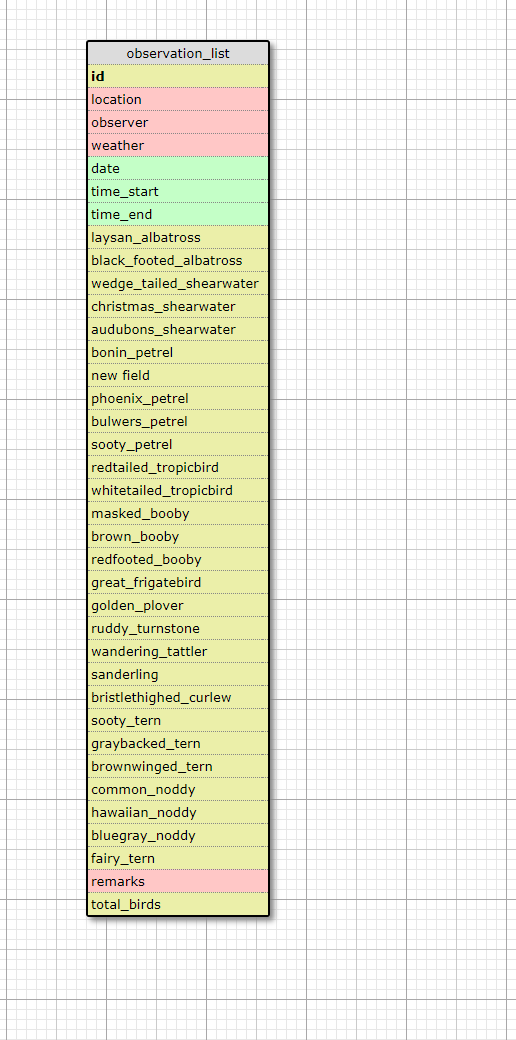 observation_list
id
location
observer
weather
date
time_start
time_end
laysan_albatross
black_footed_albatross
wedge_tailed_shearwater
christmas_shearwater
audubons_shearwater
bonin_petrel
new field
phoenix_petrel
bulwers_petrel
sooty_petrel
redtailed_tropicbird
whitetailed_tropicbird
masked_booby
brown_booby
redfooted_booby
great_frigatebird
golden_plover
ruddy_turnstone
wandering_tattler
sanderling
bristlethighed_curlew
sooty_tern
graybacked_tern
brownwinged_tern
common_noddy
hawaiian_noddy
bluegray_noddy
fairy_tern
remarks
total_birds